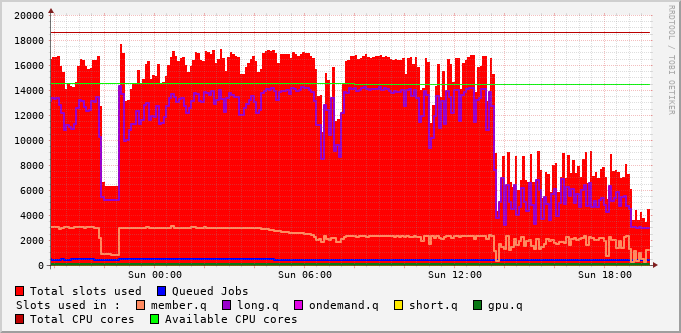 20000
18000
16000
14000
12000
10000
8000
6000
4000
2000
0
Sun 00:00 Sun 06:00 Sun 12:00 Sun 18:00
RRDTOOL / TOBI OETIKER
Total slots used Queued Jobs
Slots used in : member.q long.q ondemand.q short.q gpu.q
Total CPU cores Available CPU cores